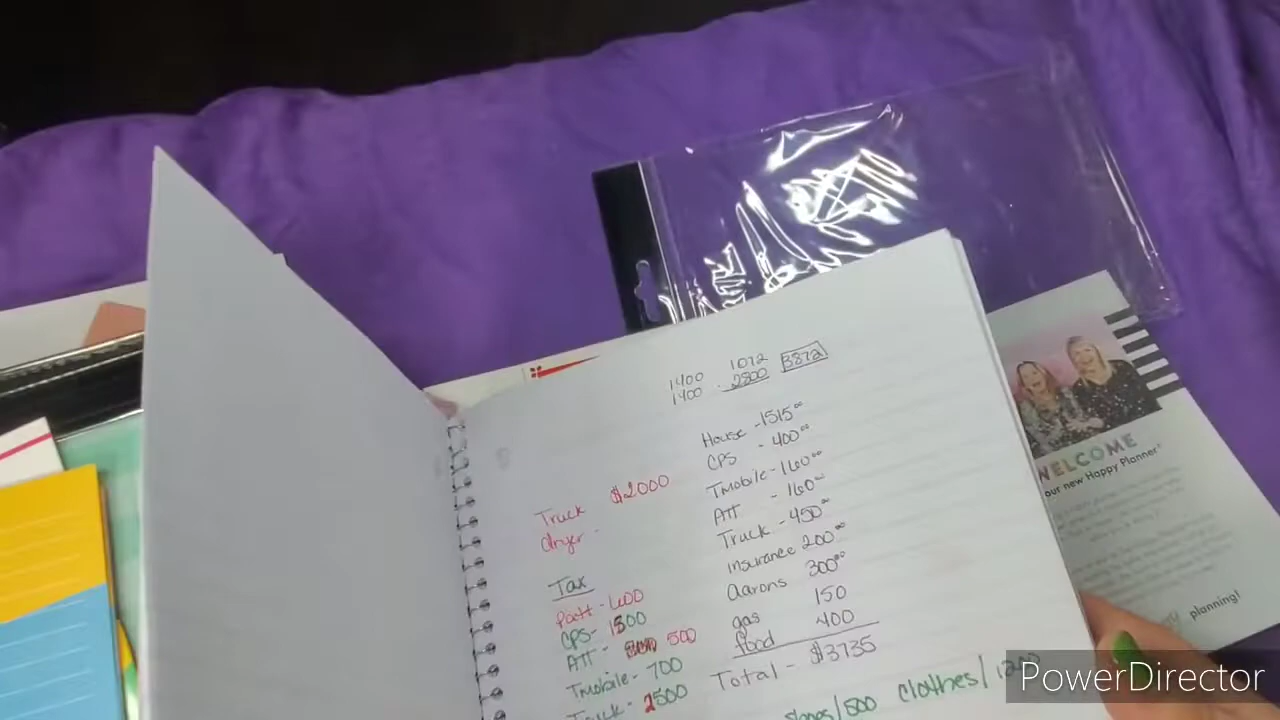 1400 1072 3872
1400 2800
House - 1515⁰⁰
CPS - 400⁰⁰
Tmobile - 160⁰⁰
ATT - 160⁰⁰
Truck - 450⁰⁰
insurance 200⁰⁰
Aarons 300⁰⁰
gas 150
food 400
Total - $3735
Truck $2000
dryer -
Tax
CPS - 1500
ATT - 500
Tmobile - 700
Truck 2500
/500 clothes/1200
WELCOME
our new Happy Planner®
planning!
PowerDirector